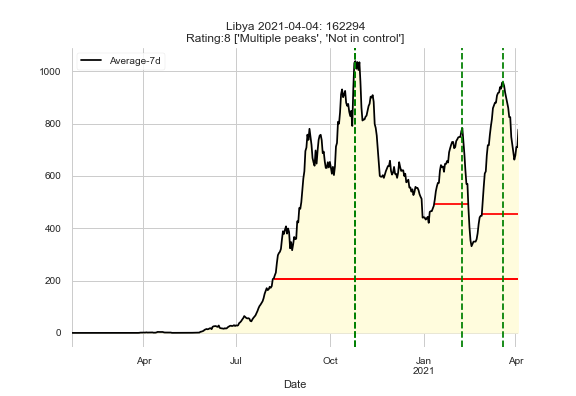 Libya 2021-04-04: 162294
Rating:8 ['Multiple peaks', 'Not in control']
Average-7d
1000
800
600
400
200
0
Apr
Jul
Oct
Jan
2021
Apr
Date